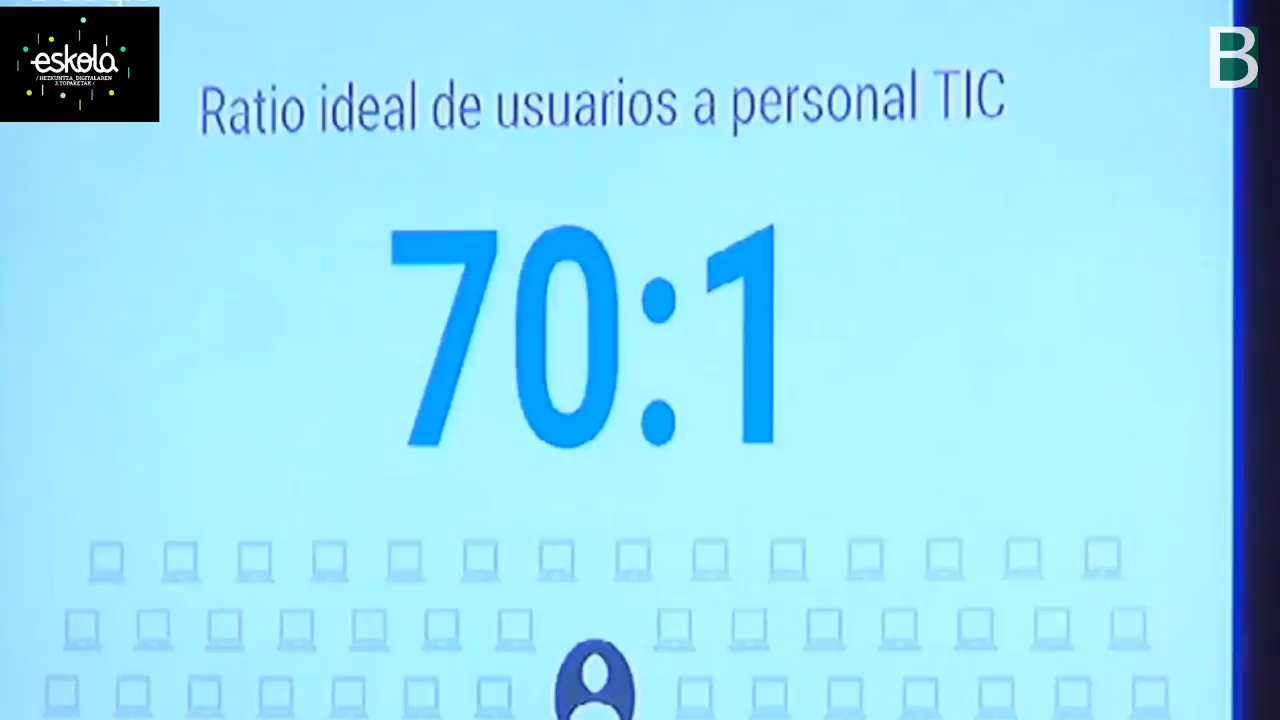 eskola
/ HEZKUNTZA_DIGITALAREN
3.TOPAKETAK /
B
Ratio ideal de usuarios a personal TIC
70:1